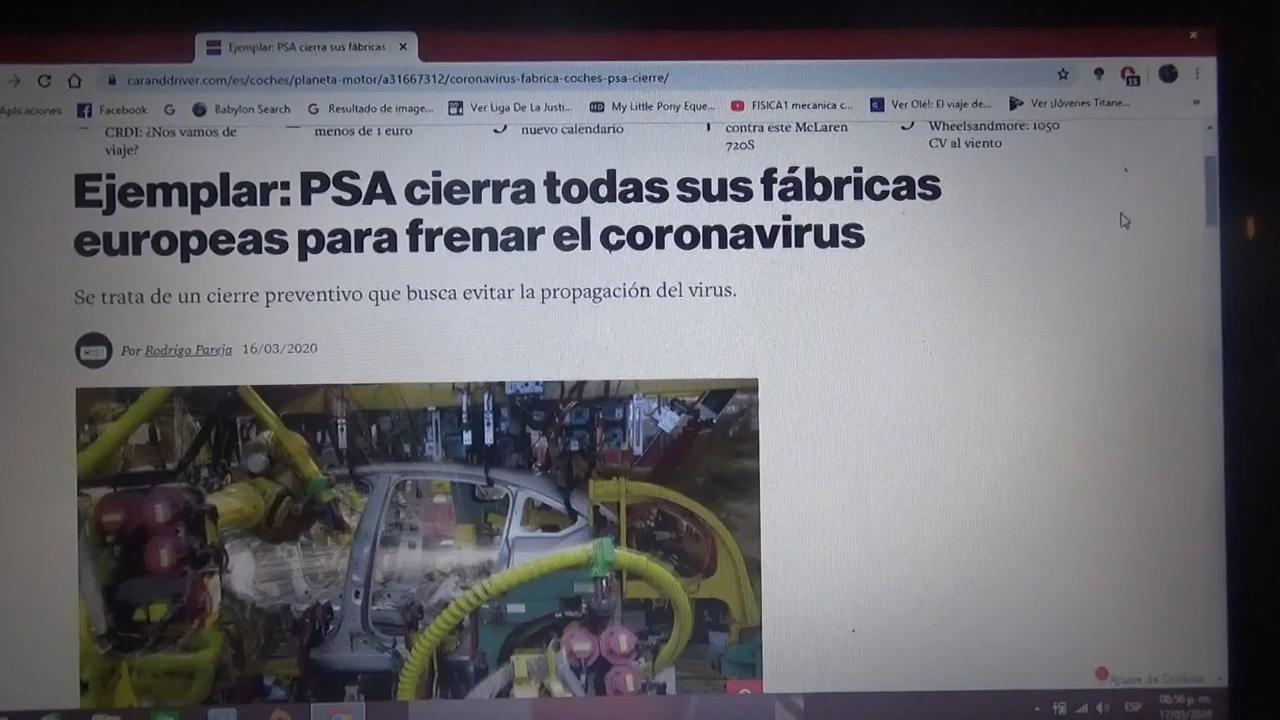 Ejemplar: PSA cierra sus fábricas
caranddriver.com/es/coches/planeta-motor/a31667312/coronavirus-fabrica-coches-psa-cierre/
Aplicaciones Facebook Babylon Search Resultado de image... Ver Liga De La Justi... My Little Pony Eque... FISICA1 mecanica c... Ver Olé!: El viaje de... Ver ¡Jóvenes Titane...
CRDI: ¿Nos vamos de viaje?
menos de 1 euro
nuevo calendario
contra este McLaren 720S
Wheelsandmore: 1050 CV al viento
Ejemplar: PSA cierra todas sus fábricas
europeas para frenar el coronavirus
Se trata de un cierre preventivo que busca evitar la propagación del virus.
Por Rodrigo Pareja 16/03/2020
ESP